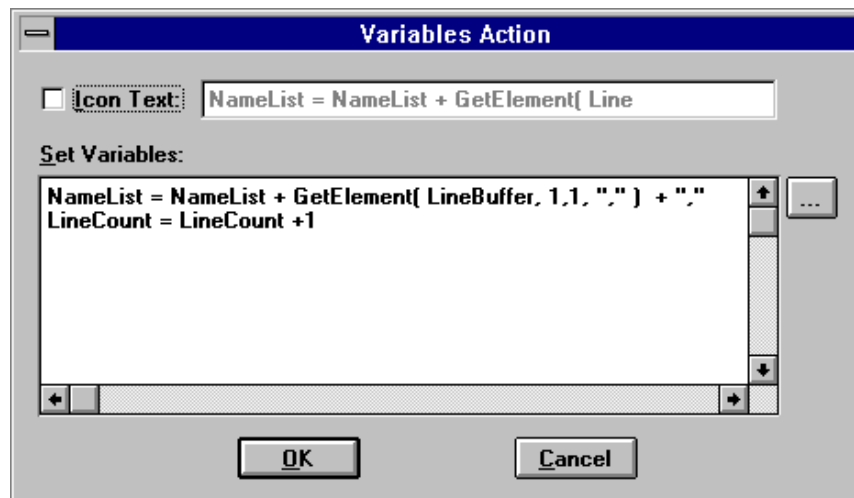 Variables Action
Icon Text: NameList = NameList + GetElement( Line
Set Variables:
NameList = NameList + GetElement( LineBuffer, 1,1, "," )  + ","
LineCount = LineCount +1
...
OK Cancel